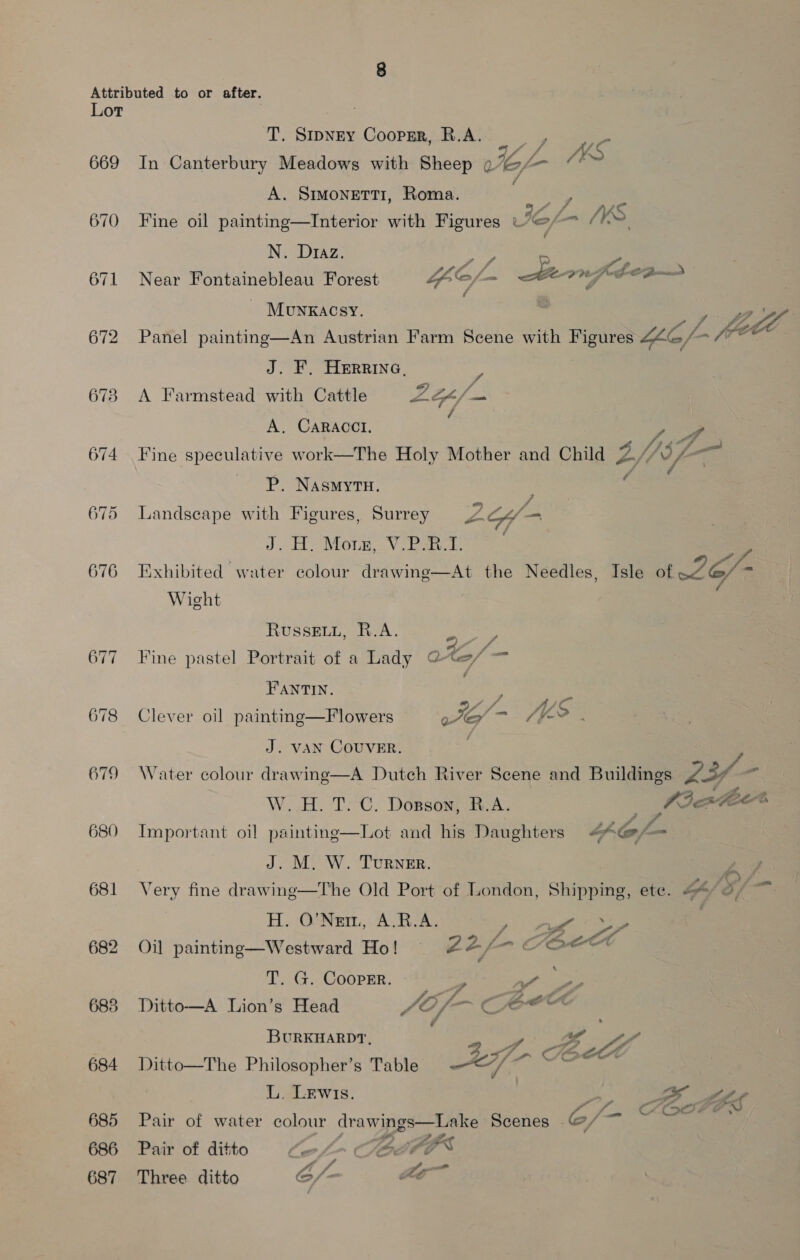 8
Attributed to or after.
Lot
T. Sidney Cooper, R.A.
669 In Canterbury Meadows with Sheep
A. Simonetti, Roma.
670 Fine oil painting—Interior with Figures
N. Diaz.
671 Near Fontainebleau Forest
Munkacsy.
672 Panel painting—An Austrian Farm Scene with Figures
J. F. Herring,
673 A Farmstead with Cattle
A. Caracci.
674 Fine speculative work—The Holy Mother and Child
P. Nasmyth.
675 Landscape with Figures, Surrey
J. H. Mole, V.P.R.I.
676 Exhibited water colour drawing—At the Needles, Isle of
Wight
Russell, R.A.
677 Fine pastel Portrait of a Lady
Fantin.
678 Clever oil painting—Flowers
J. van Couver.
679 Water colour drawing—A Dutch River Scene and Buildings 23/-
W. H. T. C. Dobson, R.A.
680 Important oil painting—Lot and his Daughters
J. M. W. Turner.
681 Very fine drawing—The Old Port of London, Shipping, etc.
H. O'Neil, A.R.A.
682 Oil painting—Westward Ho! 22/-
T. G. Cooper.
683 Ditto—A Lion's Head 10/-
Burkhardt,
684 Ditto—The Philosopher's Table
L. Lewis.
685 Pair of water colour drawings—Lake Scenes 6/-
686 Pair of ditto
687 Three ditto 6/-